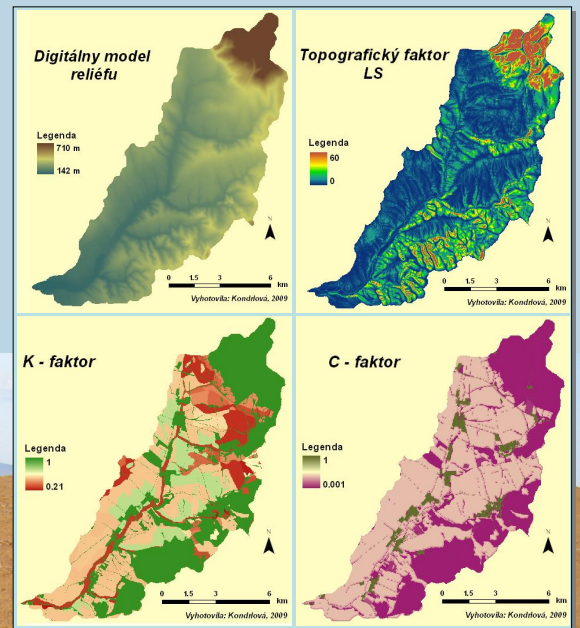 Digitálny model
reliéfu
Legenda
710 m
142 m
N
0 1.5 3 6
km
Vyhotovila: Kondrlová, 2009
Topografický faktor
LS
Legenda
60
0
N
0 1.5 3 6
km
Vyhotovila: Kondrlová, 2009
K - faktor
Legenda
1
0.21
N
0 1.5 3 6
km
Vyhotovila: Kondrlová, 2009
C - faktor
Legenda
1
0.001
N
0 1.5 3 6
km
Vyhotovila: Kondrlová, 2009